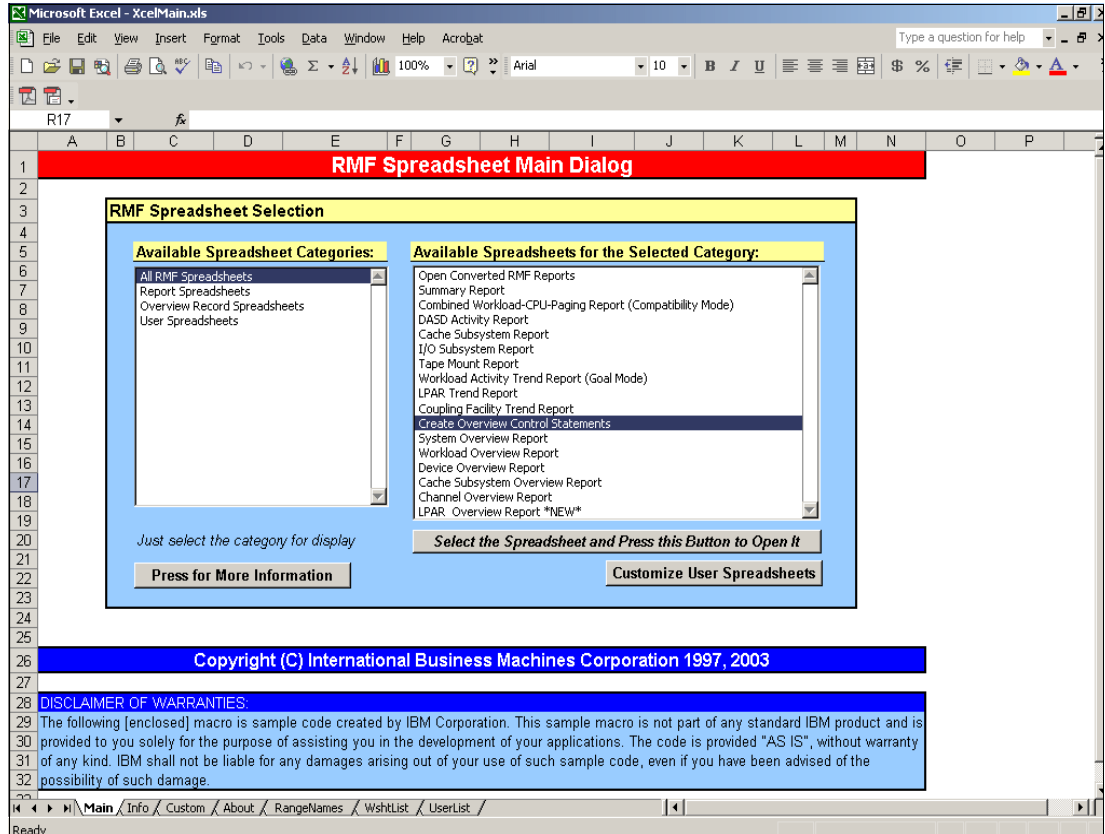 Microsoft Excel - XcelMain.xls
File Edit View Insert Format Tools Data Window Help Acrobat
Type a question for help
100% Arial 10 B I U $ %
R17 fx
A B C D E F G H I J K L M N O P
1 RMF Spreadsheet Main Dialog
2
3 RMF Spreadsheet Selection
4
5 Available Spreadsheet Categories: Available Spreadsheets for the Selected Category:
6
7
8
9
10
11
12
13
14
15
16
17
18
19
All RMF Spreadsheets
Report Spreadsheets
Overview Record Spreadsheets
User Spreadsheets
Open Converted RMF Reports
Summary Report
Combined Workload-CPU-Paging Report (Compatibility Mode)
DASD Activity Report
Cache Subsystem Report
I/O Subsystem Report
Tape Mount Report
Workload Activity Trend Report (Goal Mode)
LPAR Trend Report
Coupling Facility Trend Report
Create Overview Control Statements
System Overview Report
Workload Overview Report
Device Overview Report
Cache Subsystem Overview Report
Channel Overview Report
LPAR Overview Report *NEW*
20 Just select the category for display Select the Spreadsheet and Press this Button to Open It
21
22 Press for More Information Customize User Spreadsheets
23
24
25
26 Copyright (C) International Business Machines Corporation 1997, 2003
27
28 DISCLAIMER OF WARRANTIES:
29 The following [enclosed] macro is sample code created by IBM Corporation. This sample macro is not part of any standard IBM product and is
30 provided to you solely for the purpose of assisting you in the development of your applications. The code is provided "AS IS", without warranty
31 of any kind. IBM shall not be liable for any damages arising out of your use of such sample code, even if you have been advised of the
32 possibility of such damage.
Main Info Custom About RangeNames WshtList UserList
Ready